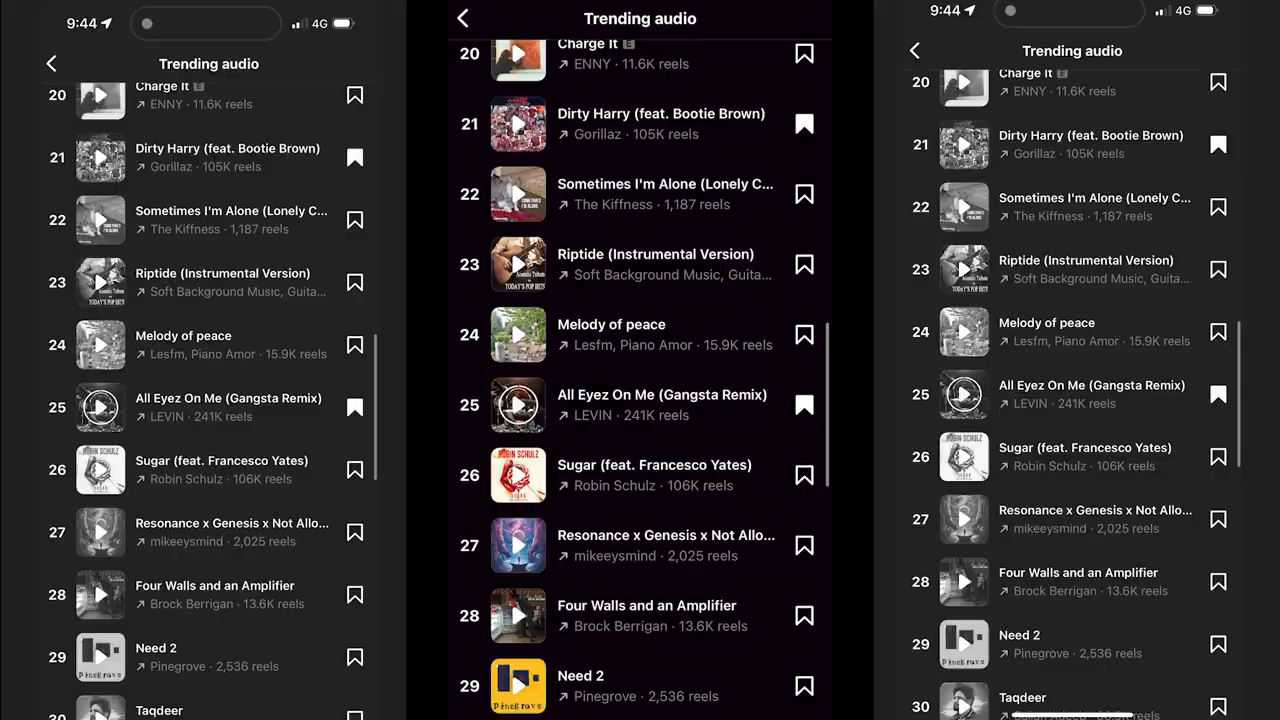 9:44
4G
Trending audio
20
Charge It E
ENNY · 11.6K reels
21
Dirty Harry (feat. Bootie Brown)
Gorillaz · 105K reels
22
Sometimes I'm Alone (Lonely C...
The Kiffness · 1,187 reels
23
Riptide (Instrumental Version)
Soft Background Music, Guita...
24
Melody of peace
Lesfm, Piano Amor · 15.9K reels
25
All Eyez On Me (Gangsta Remix)
LEVIN · 241K reels
26
Sugar (feat. Francesco Yates)
Robin Schulz · 106K reels
27
Resonance x Genesis x Not Allo...
mikeeysmind · 2,025 reels
28
Four Walls and an Amplifier
Brock Berrigan · 13.6K reels
29
Need 2
Pinegrove · 2,536 reels
30
Taqdeer
Trending audio
20
Charge It E
ENNY · 11.6K reels
21
Dirty Harry (feat. Bootie Brown)
Gorillaz · 105K reels
22
Sometimes I'm Alone (Lonely C...
The Kiffness · 1,187 reels
SOMETIMES
I'M ALONE
23
Riptide (Instrumental Version)
Soft Background Music, Guita...
TODAY'S POP HITS
24
Melody of peace
Lesfm, Piano Amor · 15.9K reels
25
All Eyez On Me (Gangsta Remix)
LEVIN · 241K reels
26
Sugar (feat. Francesco Yates)
Robin Schulz · 106K reels
ROBIN SCHULZ
27
Resonance x Genesis x Not Allo...
mikeeysmind · 2,025 reels
28
Four Walls and an Amplifier
Brock Berrigan · 13.6K reels
29
Need 2
Pinegrove · 2,536 reels
Pinegrove
9:44
4G
Trending audio
20
Charge It E
ENNY · 11.6K reels
21
Dirty Harry (feat. Bootie Brown)
Gorillaz · 105K reels
22
Sometimes I'm Alone (Lonely C...
The Kiffness · 1,187 reels
23
Riptide (Instrumental Version)
Soft Background Music, Guita...
24
Melody of peace
Lesfm, Piano Amor · 15.9K reels
25
All Eyez On Me (Gangsta Remix)
LEVIN · 241K reels
26
Sugar (feat. Francesco Yates)
Robin Schulz · 106K reels
27
Resonance x Genesis x Not Allo...
mikeeysmind · 2,025 reels
28
Four Walls and an Amplifier
Brock Berrigan · 13.6K reels
29
Need 2
Pinegrove · 2,536 reels
30
Taqdeer